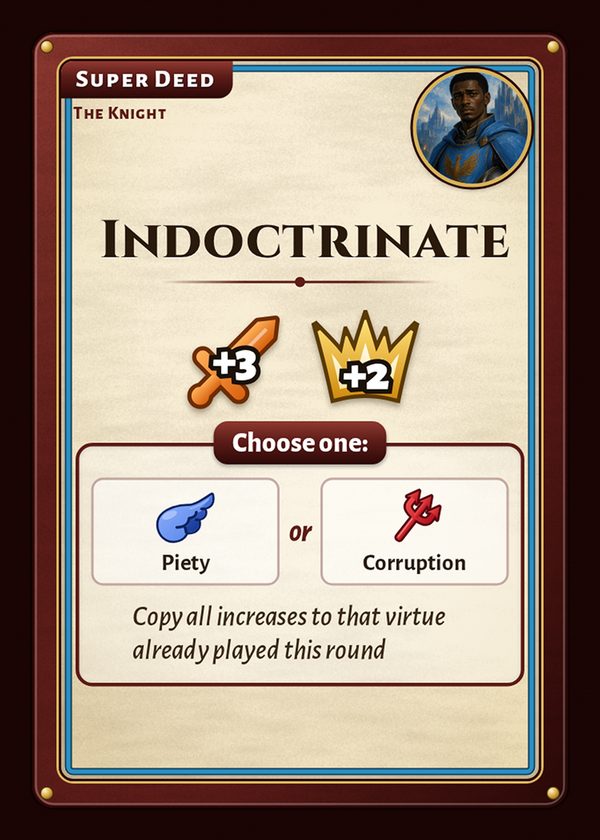 Super Deed
The Knight
Indoctrinate
+3 +2
Choose one:
Piety or Corruption
Copy all increases to that virtue
already played this round